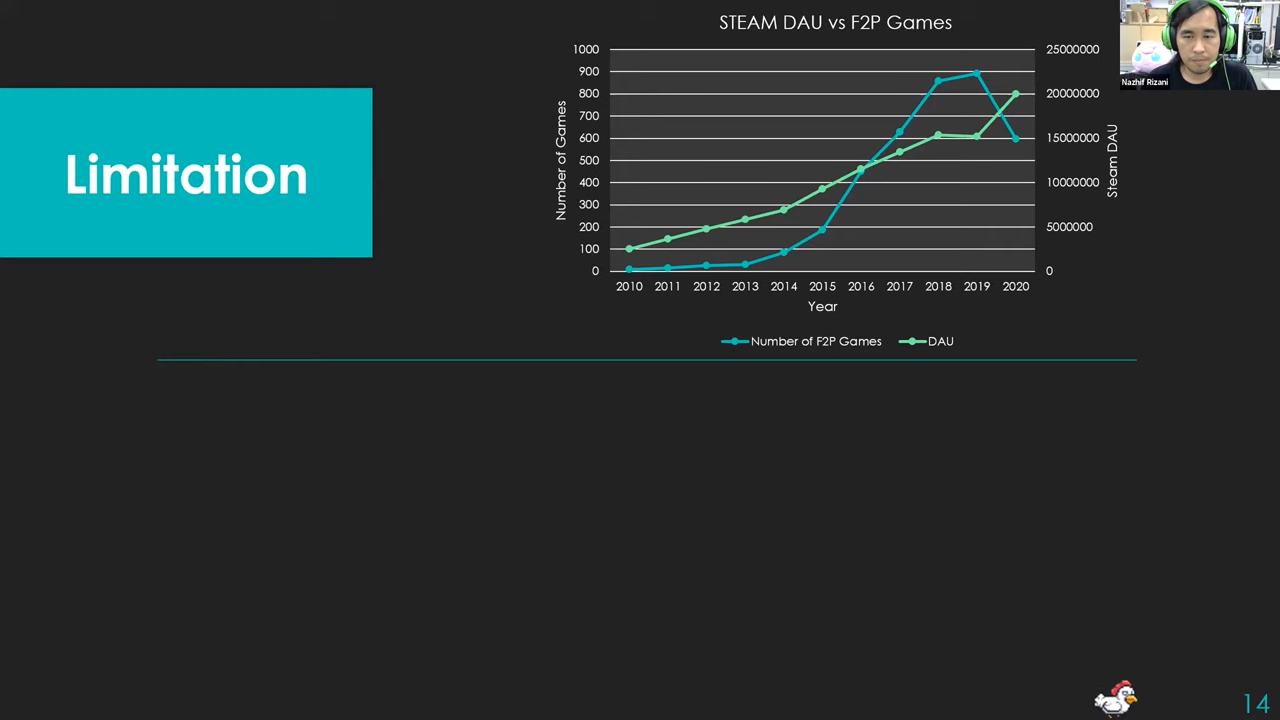 STEAM DAU vs F2P Games
Nazhif Rizani
Limitation
Number of Games
1000
900
800
700
600
500
400
300
200
100
0
25000000
20000000
15000000
10000000
5000000
0
Steam DAU
2010 2011 2012 2013 2014 2015 2016 2017 2018 2019 2020
Year
Number of F2P Games DAU
14